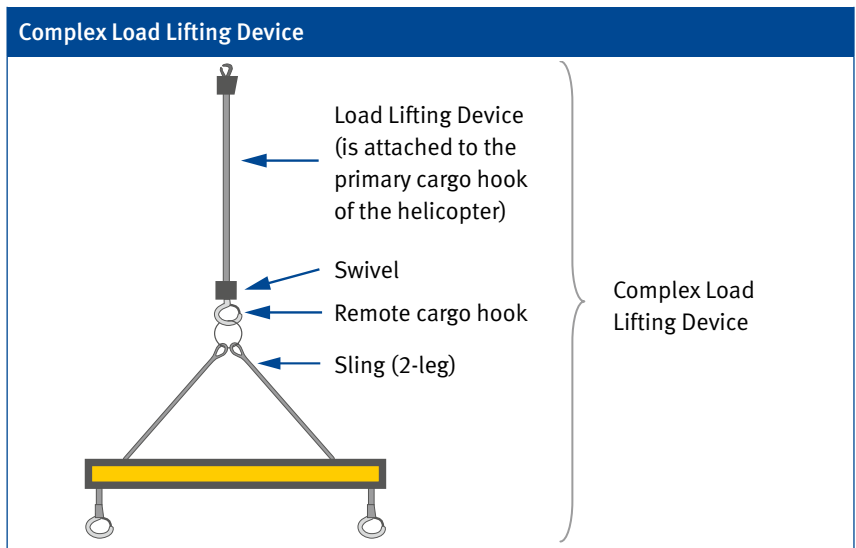 Complex Load Lifting Device
Load Lifting Device
(is attached to the
primary cargo hook
of the helicopter)
Swivel
Remote cargo hook
Sling (2-leg)
Complex Load
Lifting Device